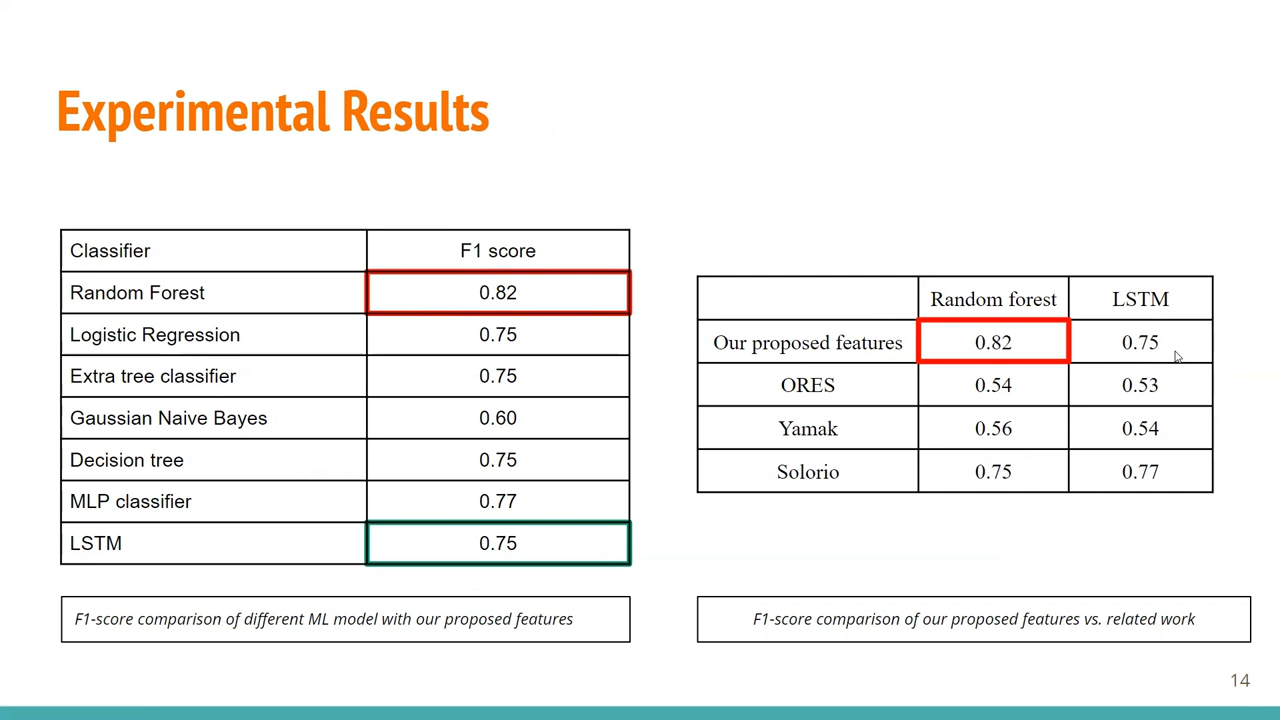 Experimental Results
Classifier F1 score
Random Forest 0.82
Logistic Regression 0.75
Extra tree classifier 0.75
Gaussian Naive Bayes 0.60
Decision tree 0.75
MLP classifier 0.77
LSTM 0.75
F1-score comparison of different ML model with our proposed features
Random forest LSTM
Our proposed features 0.82 0.75
ORES 0.54 0.53
Yamak 0.56 0.54
Solorio 0.75 0.77
F1-score comparison of our proposed features vs. related work
14